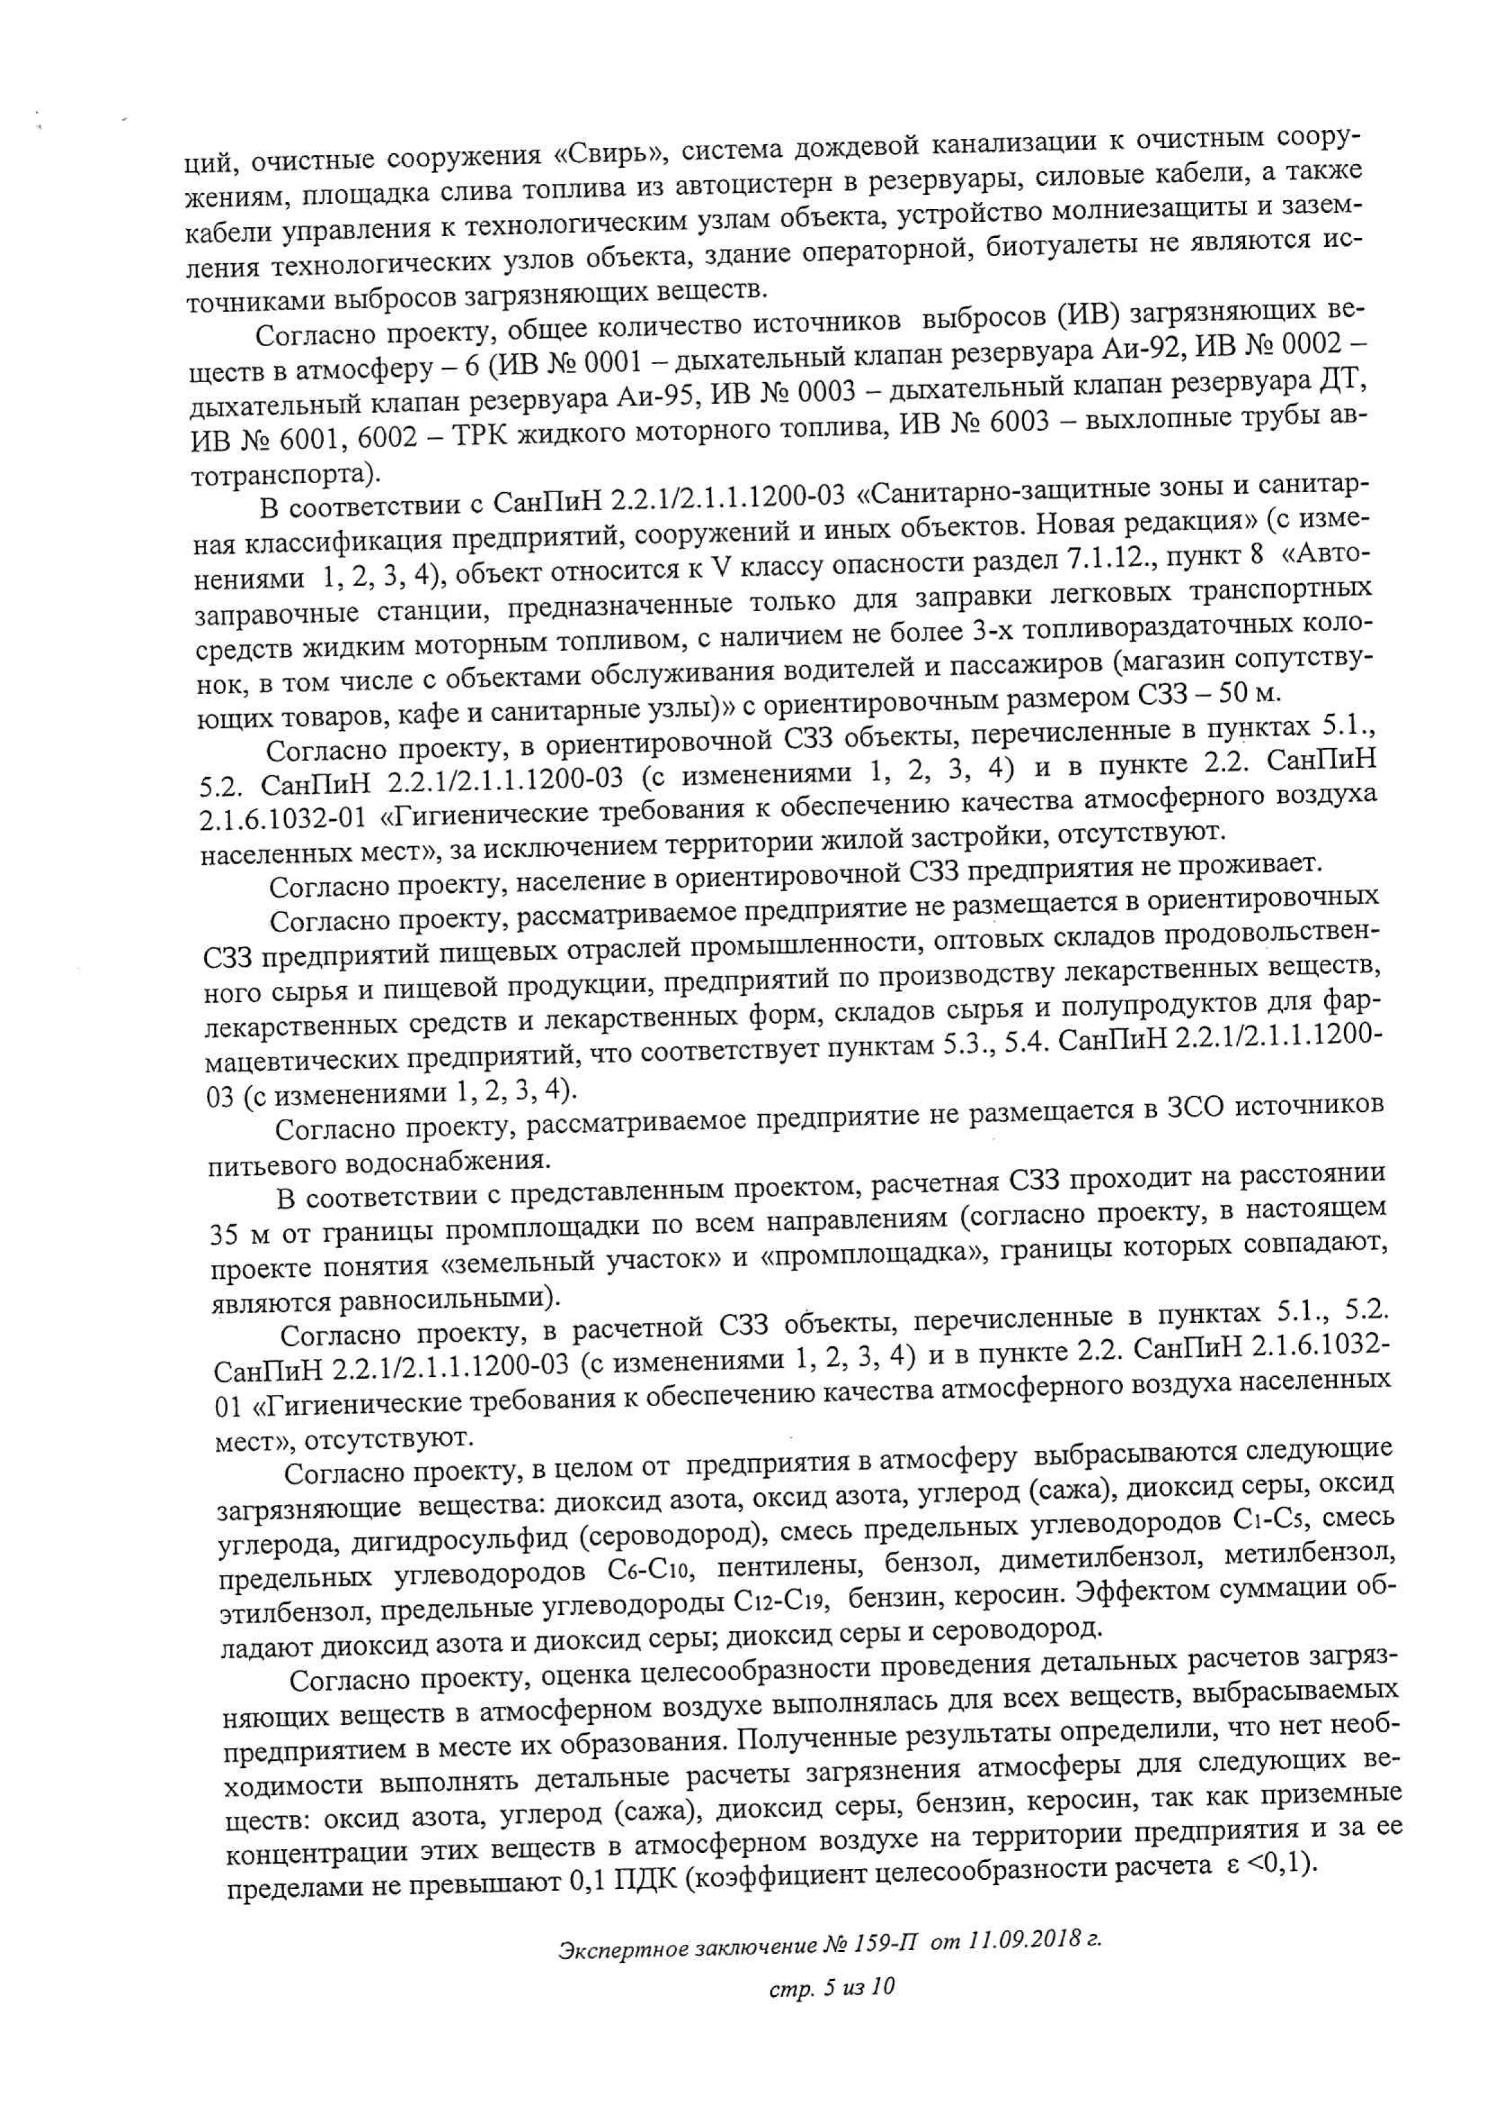 ций, очистные сооружения «Свирь», система дождевой канализации к очистным соору-
жениям, площадка слива топлива из автоцистерн в резервуары, силовые кабели, а также
кабели управления к технологическим узлам объекта, устройство молниезащиты и зазем-
ления технологических узлов объекта, здание операторной, биотуалеты не являются ис-
точниками выбросов загрязняющих веществ.
Согласно проекту, общее количество источников выбросов (ИВ) загрязняющих ве-
ществ в атмосферу – 6 (ИВ № 0001 – дыхательный клапан резервуара Аи-92, ИВ № 0002 –
дыхательный клапан резервуара Аи-95, ИВ № 0003 – дыхательный клапан резервуара ДТ,
ИВ № 6001, 6002 – ТРК жидкого моторного топлива, ИВ № 6003 – выхлопные трубы ав-
тотранспорта).
В соответствии с СанПиН 2.2.1/2.1.1.1200-03 «Санитарно-защитные зоны и санитар-
ная классификация предприятий, сооружений и иных объектов. Новая редакция» (с изме-
нениями 1, 2, 3, 4), объект относится к V классу опасности раздел 7.1.12., пункт 8 «Авто-
заправочные станции, предназначенные только для заправки легковых транспортных
средств жидким моторным топливом, с наличием не более 3-х топливораздаточных коло-
нок, в том числе с объектами обслуживания водителей и пассажиров (магазин сопутству-
ющих товаров, кафе и санитарные узлы)» с ориентировочным размером СЗЗ – 50 м.
Согласно проекту, в ориентировочной СЗЗ объекты, перечисленные в пунктах 5.1.,
5.2. СанПиН 2.2.1/2.1.1.1200-03 (с изменениями 1, 2, 3, 4) и в пункте 2.2. СанПиН
2.1.6.1032-01 «Гигиенические требования к обеспечению качества атмосферного воздуха
населенных мест», за исключением территории жилой застройки, отсутствуют.
Согласно проекту, население в ориентировочной СЗЗ предприятия не проживает.
Согласно проекту, рассматриваемое предприятие не размещается в ориентировочных
СЗЗ предприятий пищевых отраслей промышленности, оптовых складов продовольствен-
ного сырья и пищевой продукции, предприятий по производству лекарственных веществ,
лекарственных средств и лекарственных форм, складов сырья и полупродуктов для фар-
мацевтических предприятий, что соответствует пунктам 5.3., 5.4. СанПиН 2.2.1/2.1.1.1200-
03 (с изменениями 1, 2, 3, 4).
Согласно проекту, рассматриваемое предприятие не размещается в ЗСО источников
питьевого водоснабжения.
В соответствии с представленным проектом, расчетная СЗЗ проходит на расстоянии
35 м от границы промплощадки по всем направлениям (согласно проекту, в настоящем
проекте понятия «земельный участок» и «промплощадка», границы которых совпадают,
являются равносильными).
Согласно проекту, в расчетной СЗЗ объекты, перечисленные в пунктах 5.1., 5.2.
СанПиН 2.2.1/2.1.1.1200-03 (с изменениями 1, 2, 3, 4) и в пункте 2.2. СанПиН 2.1.6.1032-
01 «Гигиенические требования к обеспечению качества атмосферного воздуха населенных
мест», отсутствуют.
Согласно проекту, в целом от предприятия в атмосферу выбрасываются следующие
загрязняющие вещества: диоксид азота, оксид азота, углерод (сажа), диоксид серы, оксид
углерода, дигидросульфид (сероводород), смесь предельных углеводородов С1-С5, смесь
предельных углеводородов С6-С10, пентилены, бензол, диметилбензол, метилбензол,
этилбензол, предельные углеводороды С12-С19, бензин, керосин. Эффектом суммации об-
ладают диоксид азота и диоксид серы; диоксид серы и сероводород.
Согласно проекту, оценка целесообразности проведения детальных расчетов загряз-
няющих веществ в атмосферном воздухе выполнялась для всех веществ, выбрасываемых
предприятием в месте их образования. Полученные результаты определили, что нет необ-
ходимости выполнять детальные расчеты загрязнения атмосферы для следующих ве-
ществ: оксид азота, углерод (сажа), диоксид серы, бензин, керосин, так как приземные
концентрации этих веществ в атмосферном воздухе на территории предприятия и за ее
пределами не превышают 0,1 ПДК (коэффициент целесообразности расчета ε <0,1).
Экспертное заключение № 159-П от 11.09.2018 г.
стр. 5 из 10